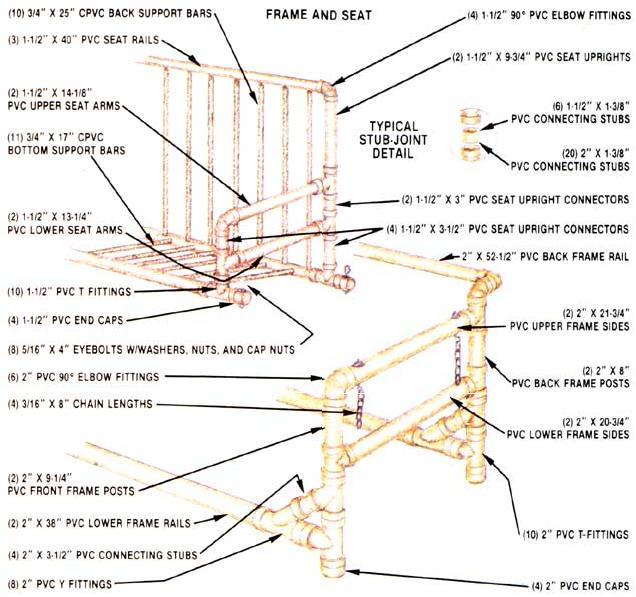 (10) 3/4" X 25" CPVC BACK SUPPORT BARS
FRAME AND SEAT
(4) 1-1/2" 90° PVC ELBOW FITTINGS
(3) 1-1/2" X 40" PVC SEAT RAILS
(2) 1-1/2" X 9-3/4" PVC SEAT UPRIGHTS
(2) 1-1/2" X 14-1/8"
PVC UPPER SEAT ARMS
TYPICAL
STUB-JOINT
DETAIL
(6) 1-1/2" X 1-3/8"
PVC CONNECTING STUBS
(11) 3/4" X 17" CPVC
BOTTOM SUPPORT BARS
(20) 2" X 1-3/8"
PVC CONNECTING STUBS
(2) 1-1/2" X 3" PVC SEAT UPRIGHT CONNECTORS
(2) 1-1/2" X 13-1/4"
PVC LOWER SEAT ARMS
(4) 1-1/2" X 3-1/2" PVC SEAT UPRIGHT CONNECTORS
2" X 52-1/2" PVC BACK FRAME RAIL
(10) 1-1/2" PVC T FITTINGS
(4) 1-1/2" PVC END CAPS
(2) 2" X 21-3/4"
PVC UPPER FRAME SIDES
(8) 5/16" X 4" EYEBOLTS W/WASHERS, NUTS, AND CAP NUTS
(6) 2" PVC 90° ELBOW FITTINGS
(2) 2" X 8"
PVC BACK FRAME POSTS
(4) 3/16" X 8" CHAIN LENGTHS
(2) 2" X 20-3/4"
PVC LOWER FRAME SIDES
(2) 2" X 9-1/4"
PVC FRONT FRAME POSTS
(2) 2" X 38" PVC LOWER FRAME RAILS
(10) 2" PVC T-FITTINGS
(4) 2" X 3-1/2" PVC CONNECTING STUBS
(8) 2" PVC Y FITTINGS
(4) 2" PVC END CAPS